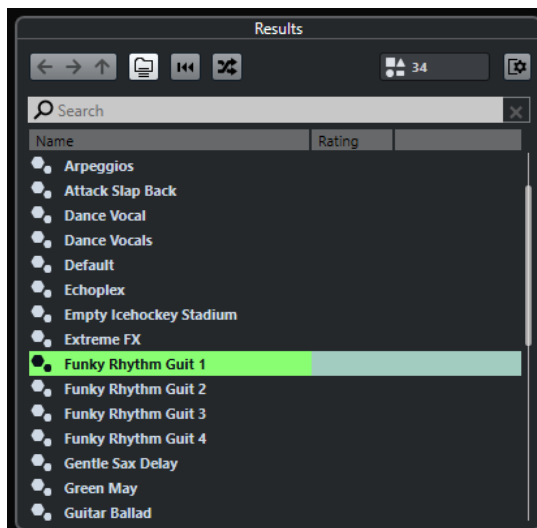 Results
34
Search
Name Rating
Arpeggios
Attack Slap Back
Dance Vocal
Dance Vocals
Default
Echoplex
Empty Icehockey Stadium
Extreme FX
Funky Rhythm Guit 1
Funky Rhythm Guit 2
Funky Rhythm Guit 3
Funky Rhythm Guit 4
Gentle Sax Delay
Green May
Guitar Ballad